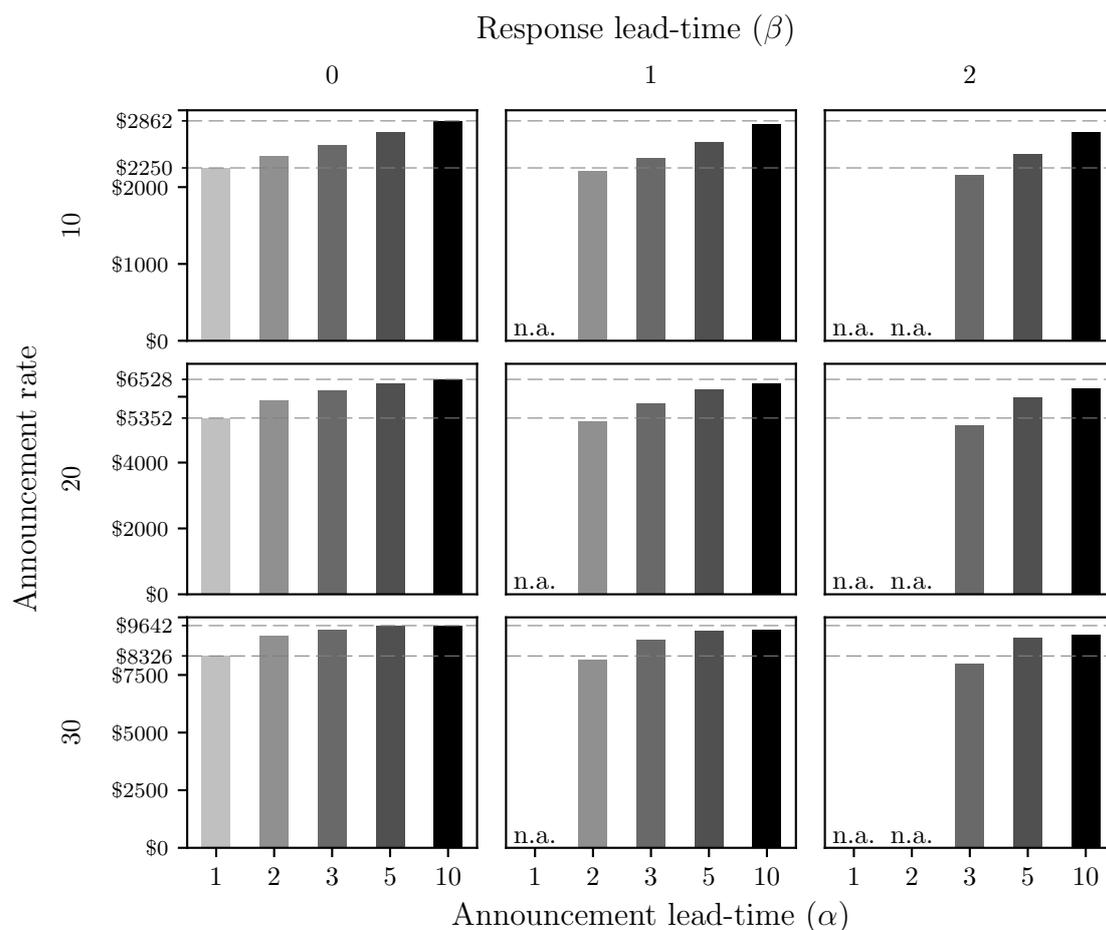 Response lead-time (β)
0 1 2
$2862
$2250
$2000
$1000
$0
10
n.a. n.a. n.a.
$6528
$5352
$4000
$2000
$0
20
n.a. n.a. n.a.
$9642
$8326
$7500
$5000
$2500
$0
30
n.a. n.a. n.a.
Announcement rate
1 2 3 5 10 1 2 3 5 10 1 2 3 5 10
Announcement lead-time (α)